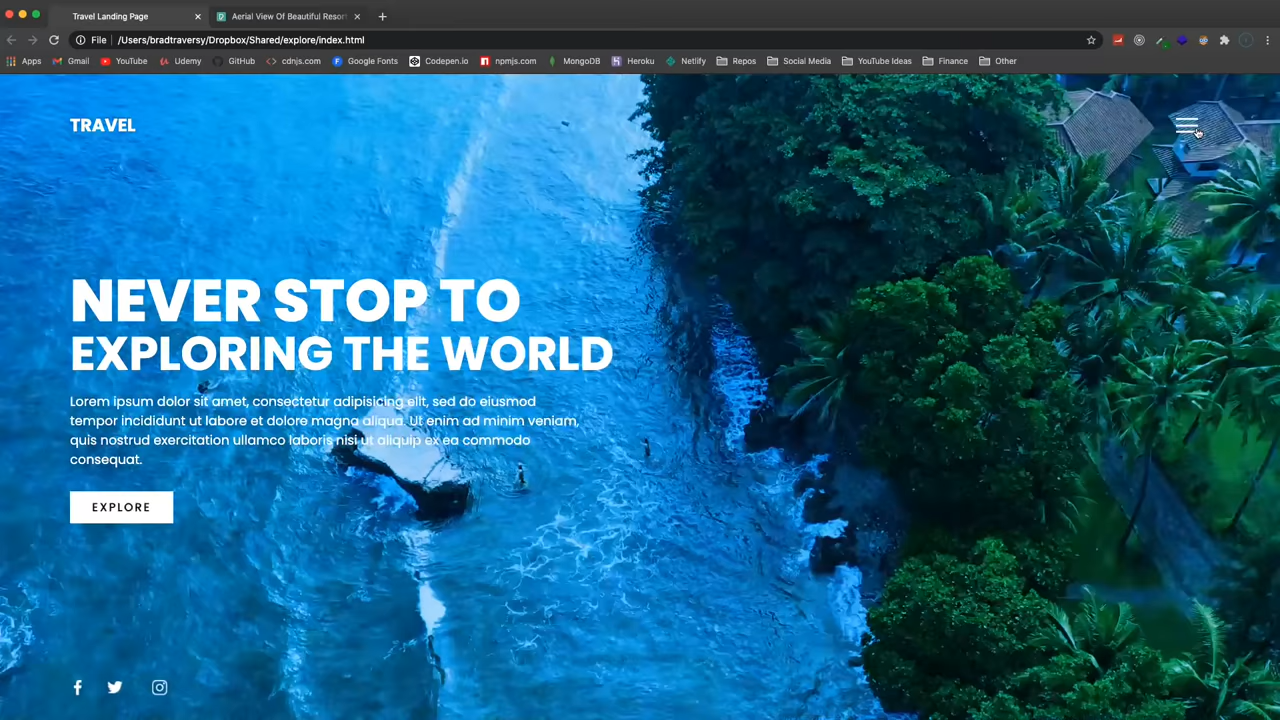 Travel Landing Page
Aerial View Of Beautiful Resort
File
/Users/bradtraversy/Dropbox/Shared/explore/index.html
Apps
Gmail
YouTube
Udemy
GitHub
cdnjs.com
Google Fonts
Codepen.io
npmjs.com
MongoDB
Heroku
Netlify
Repos
Social Media
YouTube Ideas
Finance
Other
TRAVEL
NEVER STOP TO
EXPLORING THE WORLD
Lorem ipsum dolor sit amet, consectetur adipisicing elit, sed do eiusmod
tempor incididunt ut labore et dolore magna aliqua. Ut enim ad minim veniam,
quis nostrud exercitation ullamco laboris nisi ut aliquip ex ea commodo
consequat.
EXPLORE